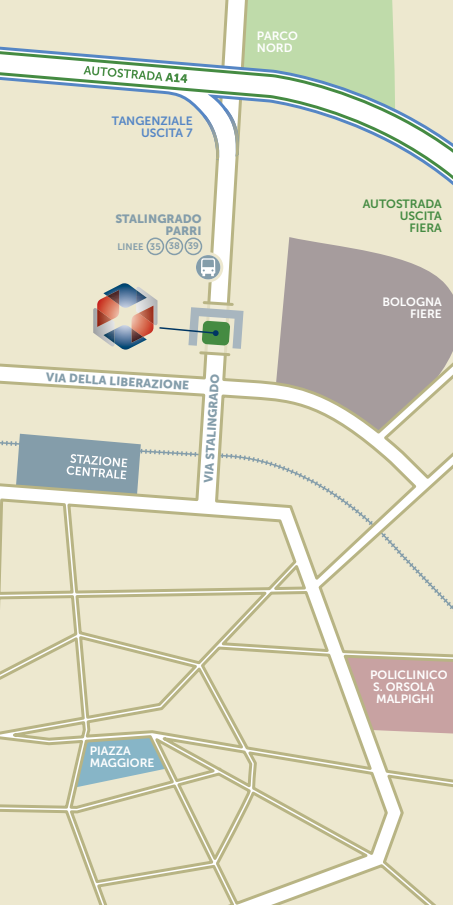 PARCO
NORD
AUTOSTRADA A14
TANGENZIALE
USCITA 7
AUTOSTRADA
USCITA
FIERA
STALINGRADO
PARRI
LINEE 35 38 39
BOLOGNA
FIERE
VIA DELLA LIBERAZIONE
VIA STALINGRADO
STAZIONE
CENTRALE
POLICLINICO
S. ORSOLA
MALPIGHI
PIAZZA
MAGGIORE